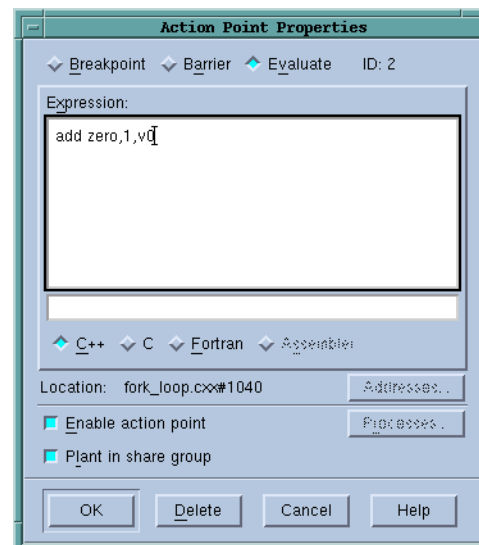 Action Point Properties
Breakpoint Barrier Evaluate ID: 2
Expression:
add zero,1,v0
C++ C Fortran Assembler
Location: fork_loop.cxx#1040 Addresses...
Enable action point Processes...
Plant in share group
OK Delete Cancel Help